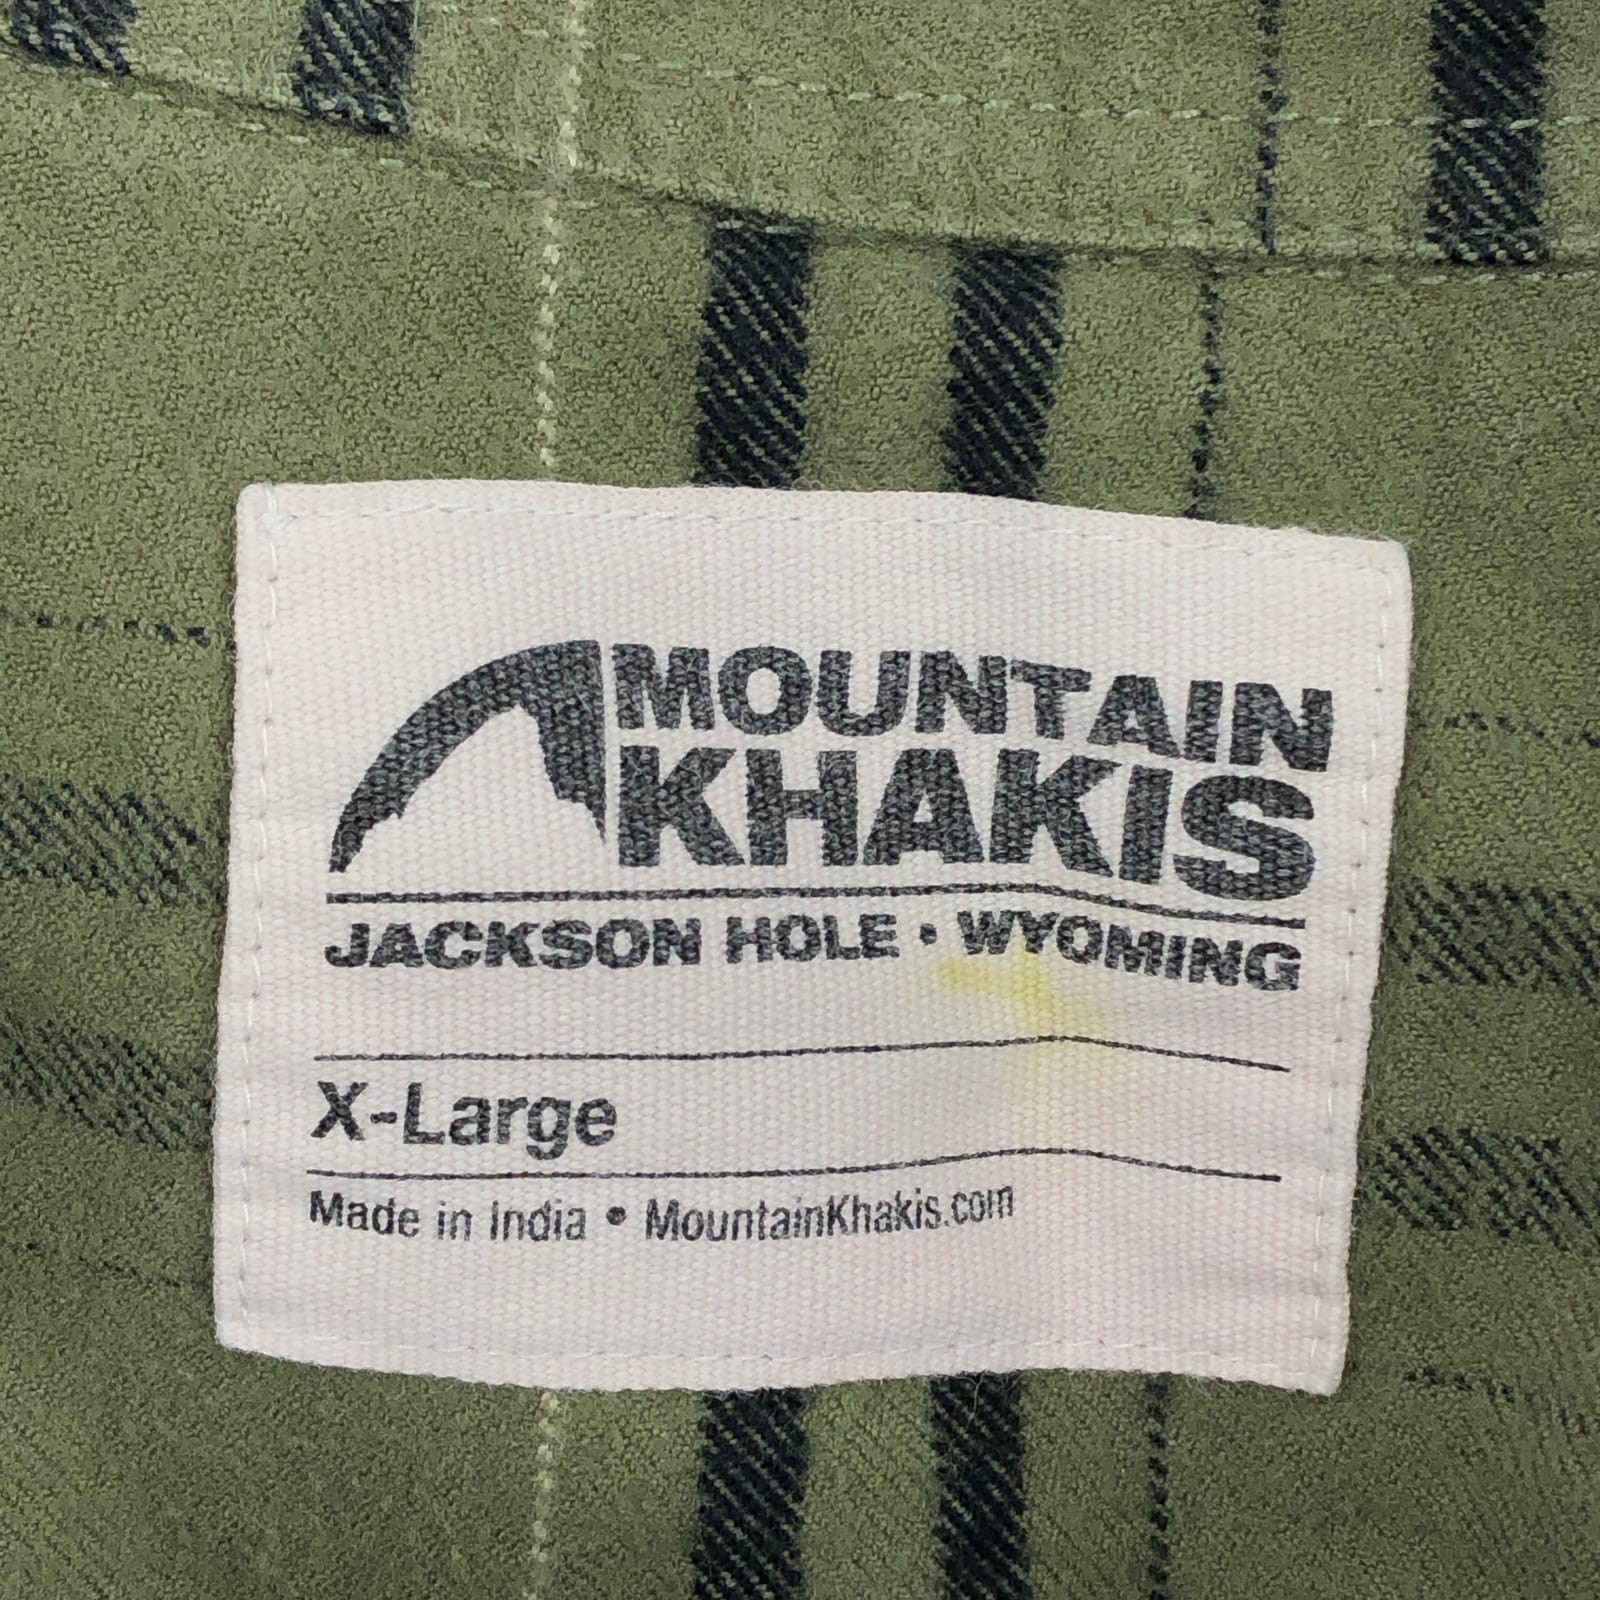 MOUNTAIN
KHAKIS
JACKSON HOLE • WYOMING
X-Large
Made in India • MountainKhakis.com